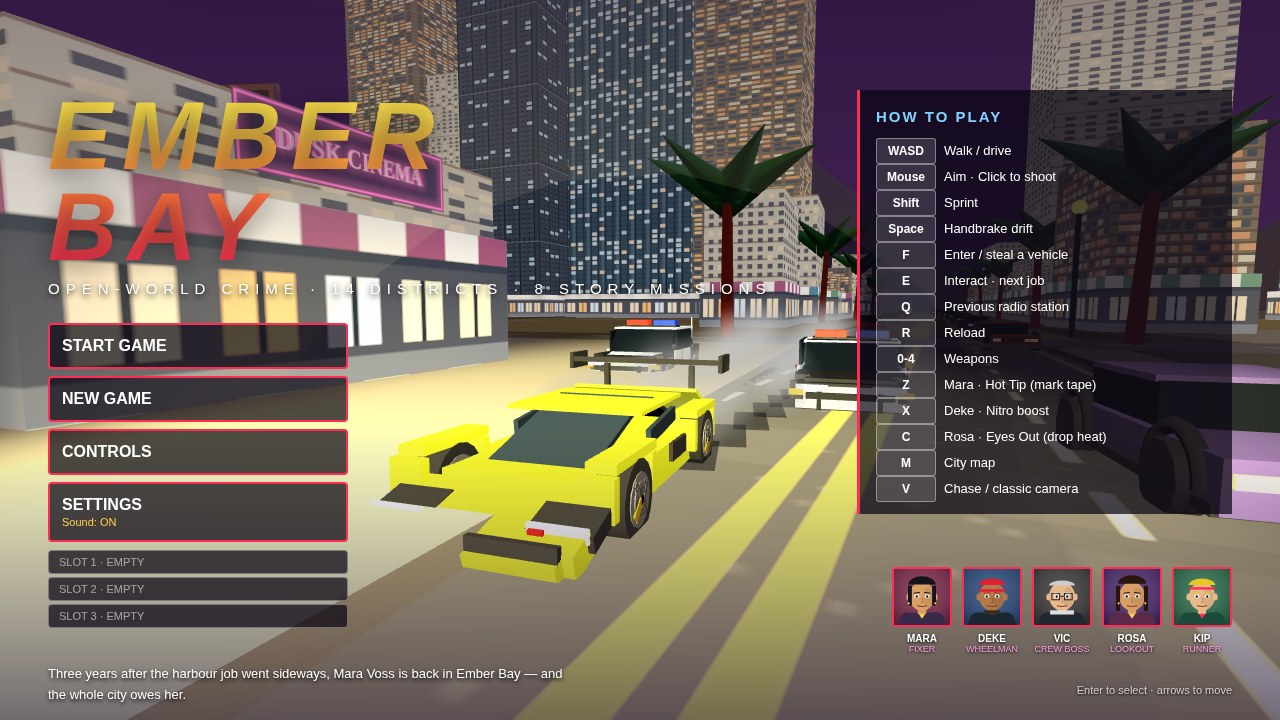 EMBER
BAY
DUSK CINEMA
OPEN-WORLD CRIME · 14 DISTRICTS · 8 STORY MISSIONS
START GAME
NEW GAME
CONTROLS
SETTINGS
Sound: ON
SLOT 1 · EMPTY
SLOT 2 · EMPTY
SLOT 3 · EMPTY
Three years after the harbour job went sideways, Mara Voss is back in Ember Bay — and
the whole city owes her.
HOW TO PLAY
WASD Walk / drive
Mouse Aim · Click to shoot
Shift Sprint
Space Handbrake drift
F Enter / steal a vehicle
E Interact · next job
Q Previous radio station
R Reload
0-4 Weapons
Z Mara · Hot Tip (mark tape)
X Deke · Nitro boost
C Rosa · Eyes Out (drop heat)
M City map
V Chase / classic camera
MARA DEKE VIC ROSA KIP
FIXER WHEELMAN CREW BOSS LOOKOUT RUNNER
Enter to select · arrows to move